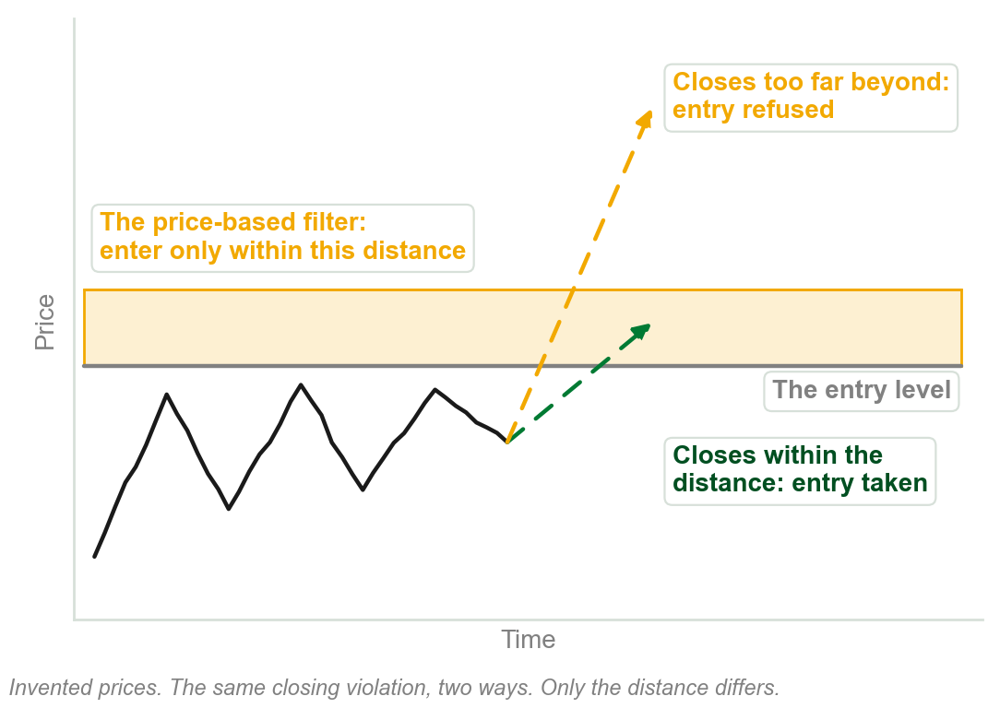 Closes too far beyond:
entry refused
The price-based filter:
enter only within this distance
Price
The entry level
Closes within the
distance: entry taken
Time
Invented prices. The same closing violation, two ways. Only the distance differs.